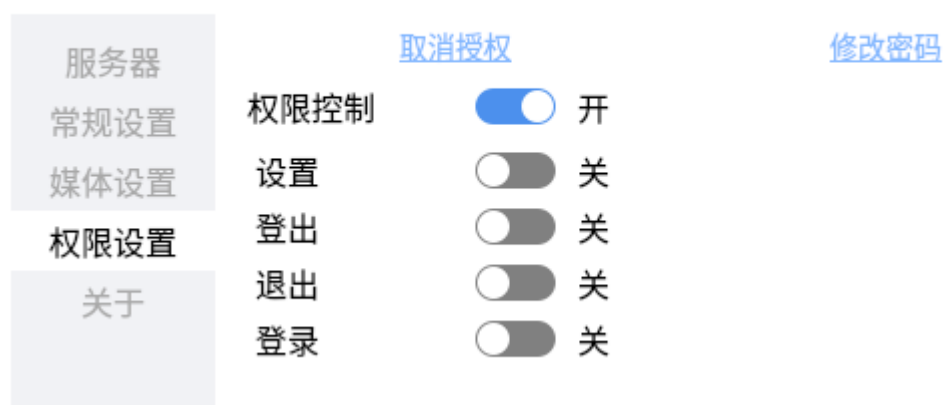 服务器
常规设置
媒体设置
权限设置
关于
取消授权 修改密码
权限控制 开
设置 关
登出 关
退出 关
登录 关